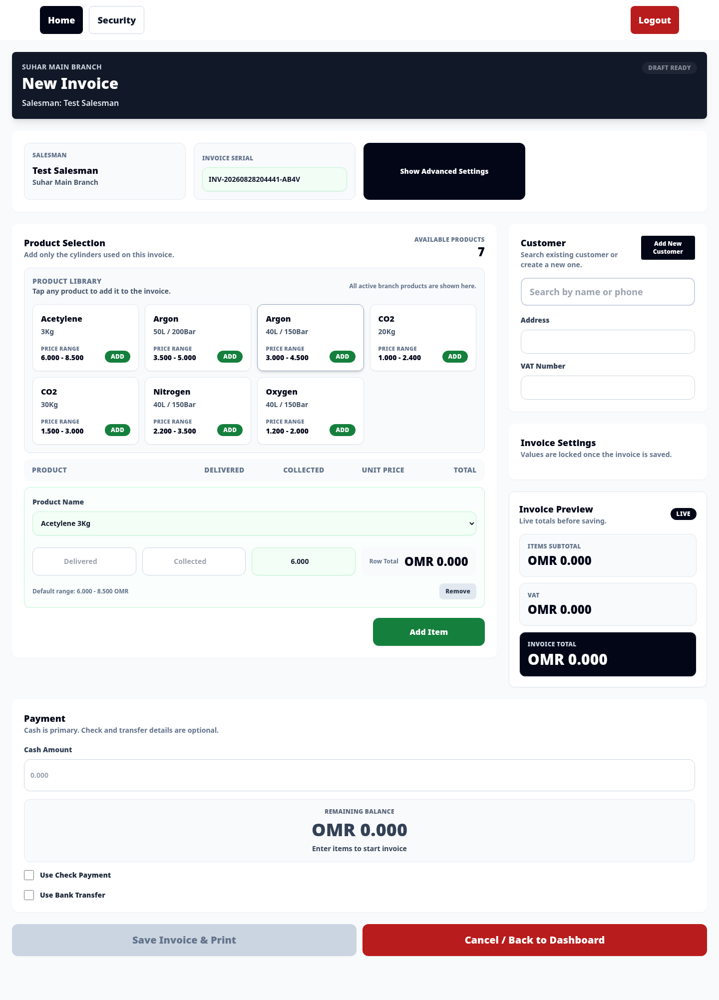 Home
Security
Logout
SUHAR MAIN BRANCH
DRAFT READY
New Invoice
Salesman: Test Salesman
SALESMAN
Test Salesman
Suhar Main Branch
INVOICE SERIAL
INV-20260828204441-AB4V
Show Advanced Settings
Product Selection
Add only the cylinders used on this invoice.
AVAILABLE PRODUCTS
7
PRODUCT LIBRARY
Tap any product to add it to the invoice.
All active branch products are shown here.
Acetylene
3Kg
PRICE RANGE
6.000 - 8.500
ADD
Argon
50L / 200Bar
PRICE RANGE
3.500 - 5.000
ADD
Argon
40L / 150Bar
PRICE RANGE
3.000 - 4.500
ADD
CO2
20Kg
PRICE RANGE
1.000 - 2.400
ADD
CO2
30Kg
PRICE RANGE
1.500 - 3.000
ADD
Nitrogen
40L / 150Bar
PRICE RANGE
2.200 - 3.500
ADD
Oxygen
40L / 150Bar
PRICE RANGE
1.200 - 2.000
ADD
PRODUCT DELIVERED COLLECTED UNIT PRICE TOTAL
Product Name
Acetylene 3Kg
Delivered
Collected
6.000
Row Total OMR 0.000
Default range: 6.000 - 8.500 OMR
Remove
Add Item
Customer
Search existing customer or
create a new one.
Add New
Customer
Search by name or phone
Address
VAT Number
Invoice Settings
Values are locked once the invoice is saved.
Invoice Preview
Live totals before saving.
LIVE
ITEMS SUBTOTAL
OMR 0.000
VAT
OMR 0.000
INVOICE TOTAL
OMR 0.000
Payment
Cash is primary. Check and transfer details are optional.
Cash Amount
0.000
REMAINING BALANCE
OMR 0.000
Enter items to start invoice
Use Check Payment
Use Bank Transfer
Save Invoice & Print
Cancel / Back to Dashboard